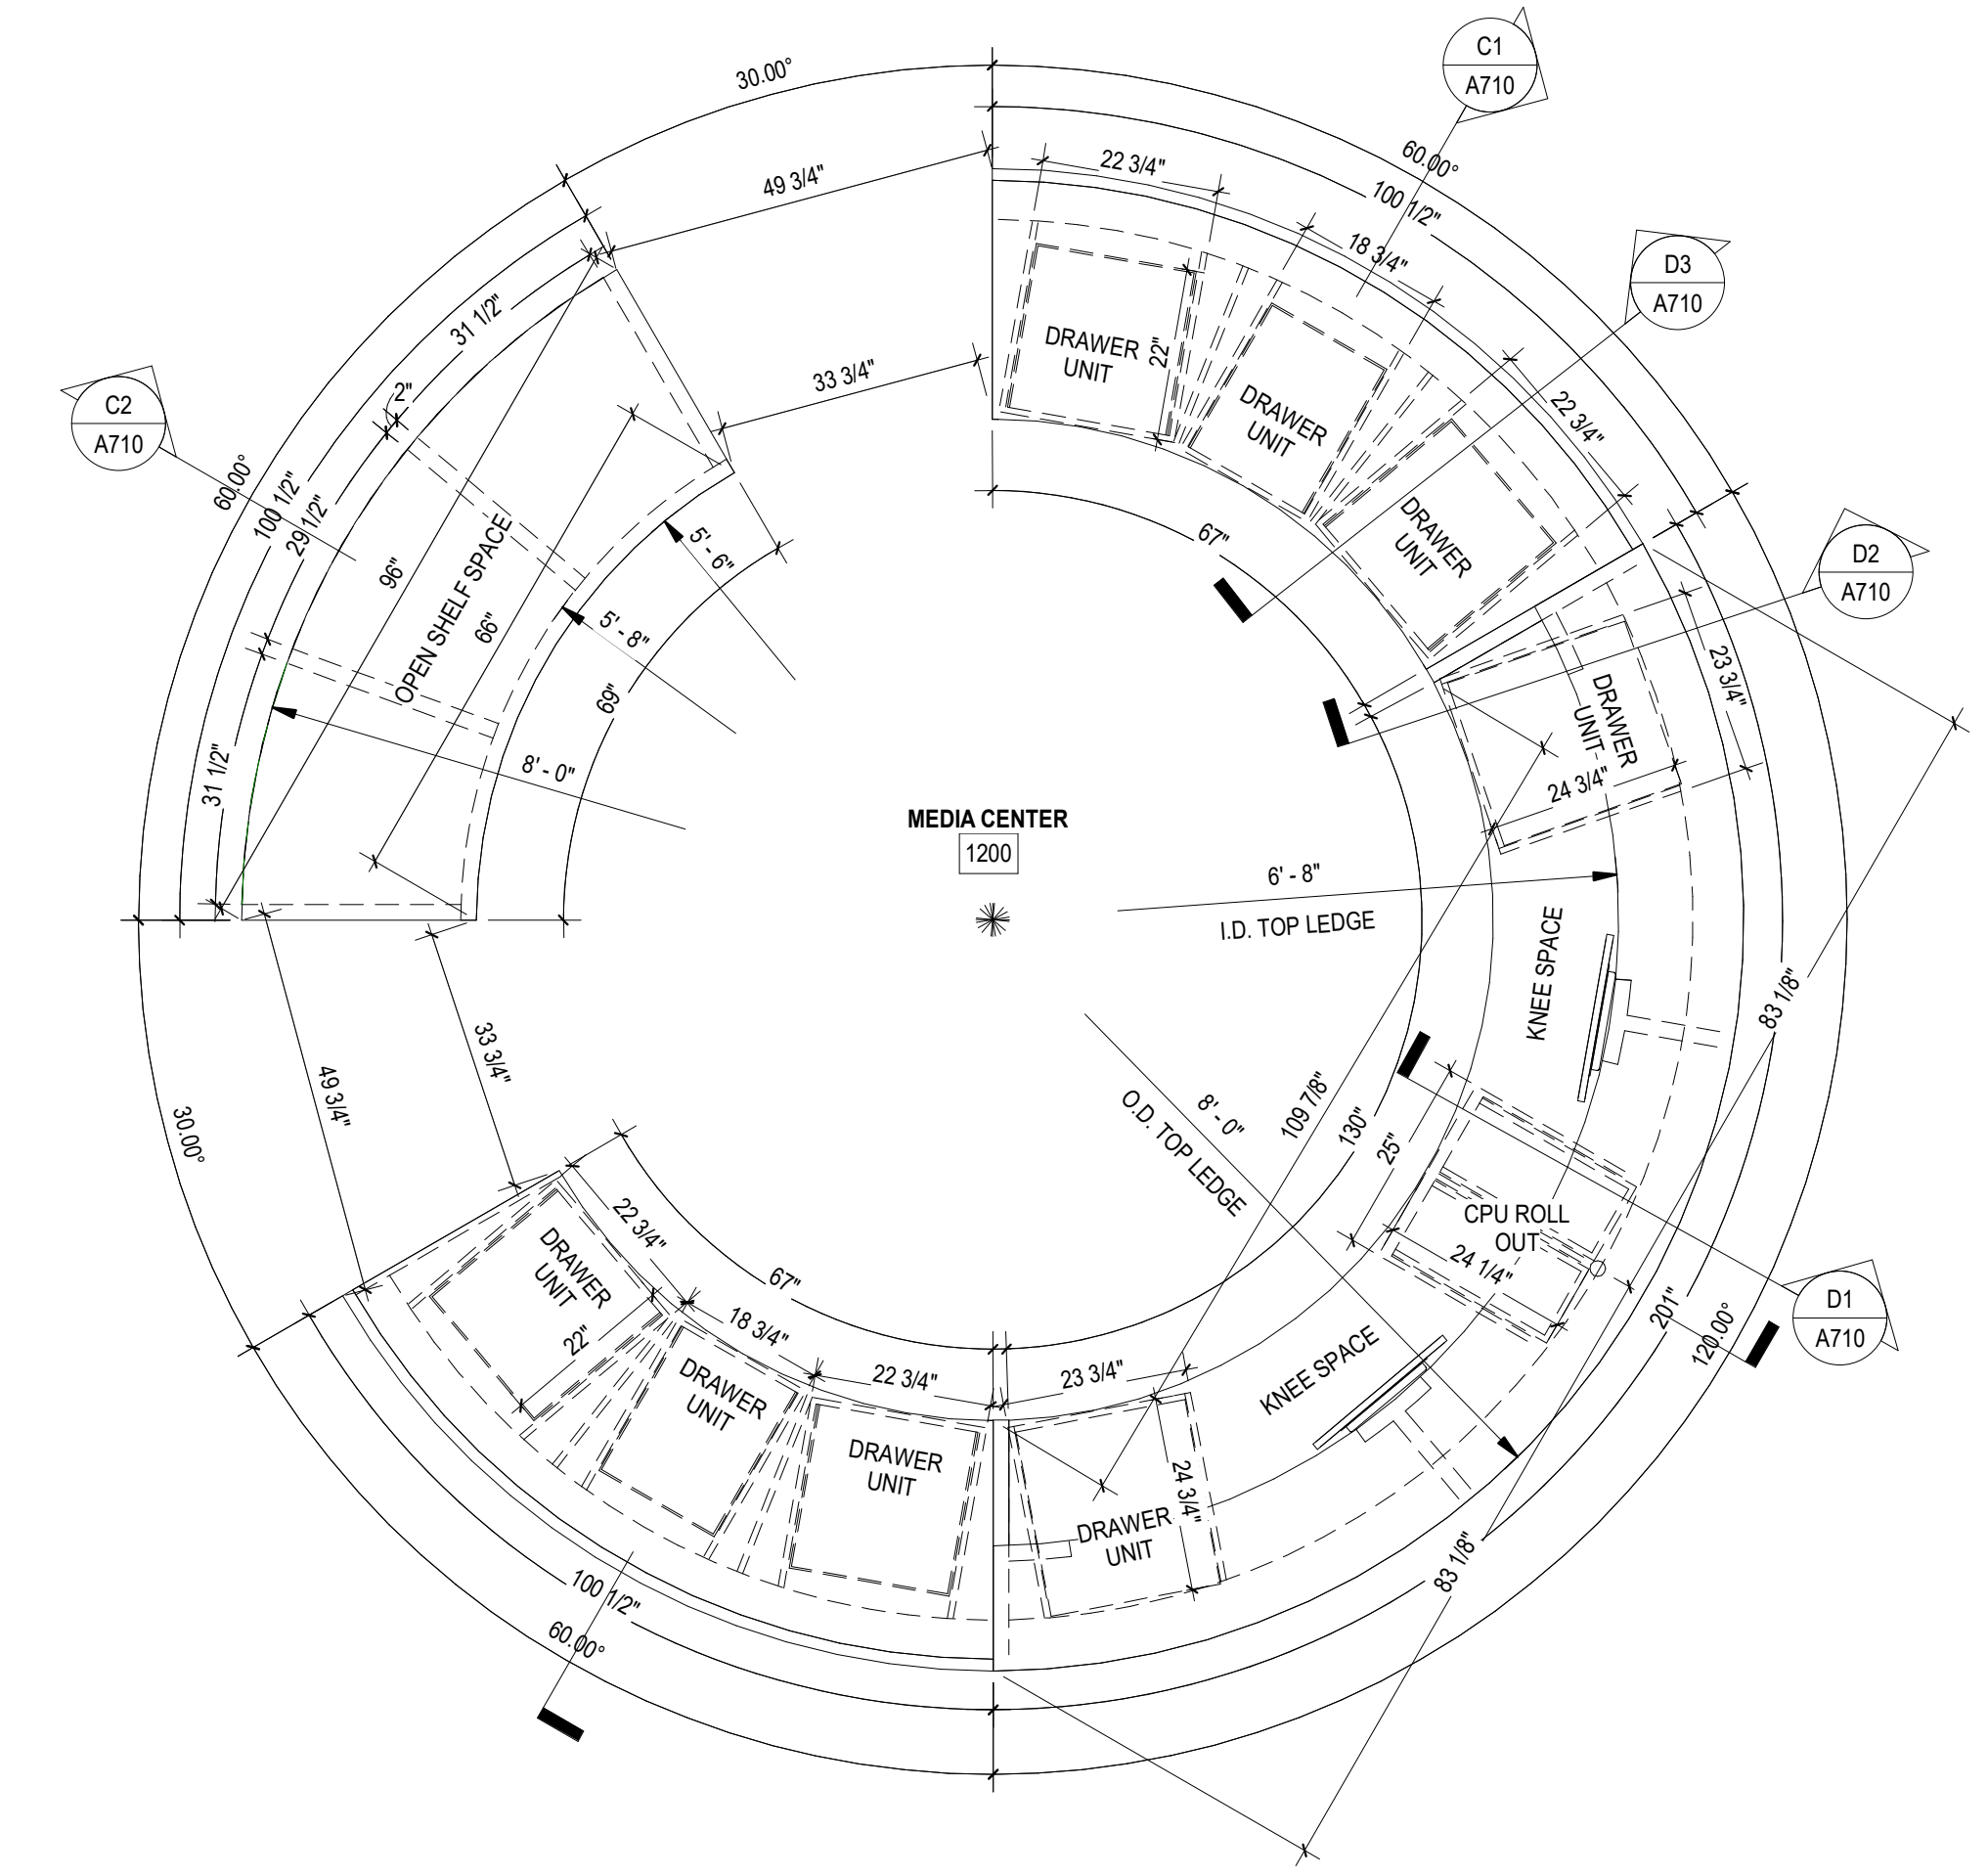 30.00°
C1
A710
60.00°
100 1/2"
49 3/4"
22 3/4"
18 3/4"
D3
A710
31 1/2"
33 3/4"
DRAWER
UNIT
22"
DRAWER
UNIT
22 3/4"
2"
C2
A710
60.00°
100 1/2"
29 1/2"
96"
OPEN SHELF SPACE
66"
5' - 6"
5' - 8"
67"
DRAWER
UNIT
D2
A710
69"
DRAWER
UNIT
23 3/4"
24 3/4"
31 1/2"
8' - 0"
MEDIA CENTER
1200
6' - 8"
I.D. TOP LEDGE
KNEE SPACE
83 1/8"
33 3/4"
49 3/4"
30.00°
8' - 0"
O.D. TOP LEDGE
109 7/8"
130"
25"
CPU ROLL
OUT
24 1/4"
D1
A710
201"
120.00°
22 3/4"
DRAWER
UNIT
22"
67"
18 3/4"
DRAWER
UNIT
22 3/4"
23 3/4"
KNEE SPACE
DRAWER
UNIT
24 3/4"
DRAWER
UNIT
83 1/8"
100 1/2"
60.00°